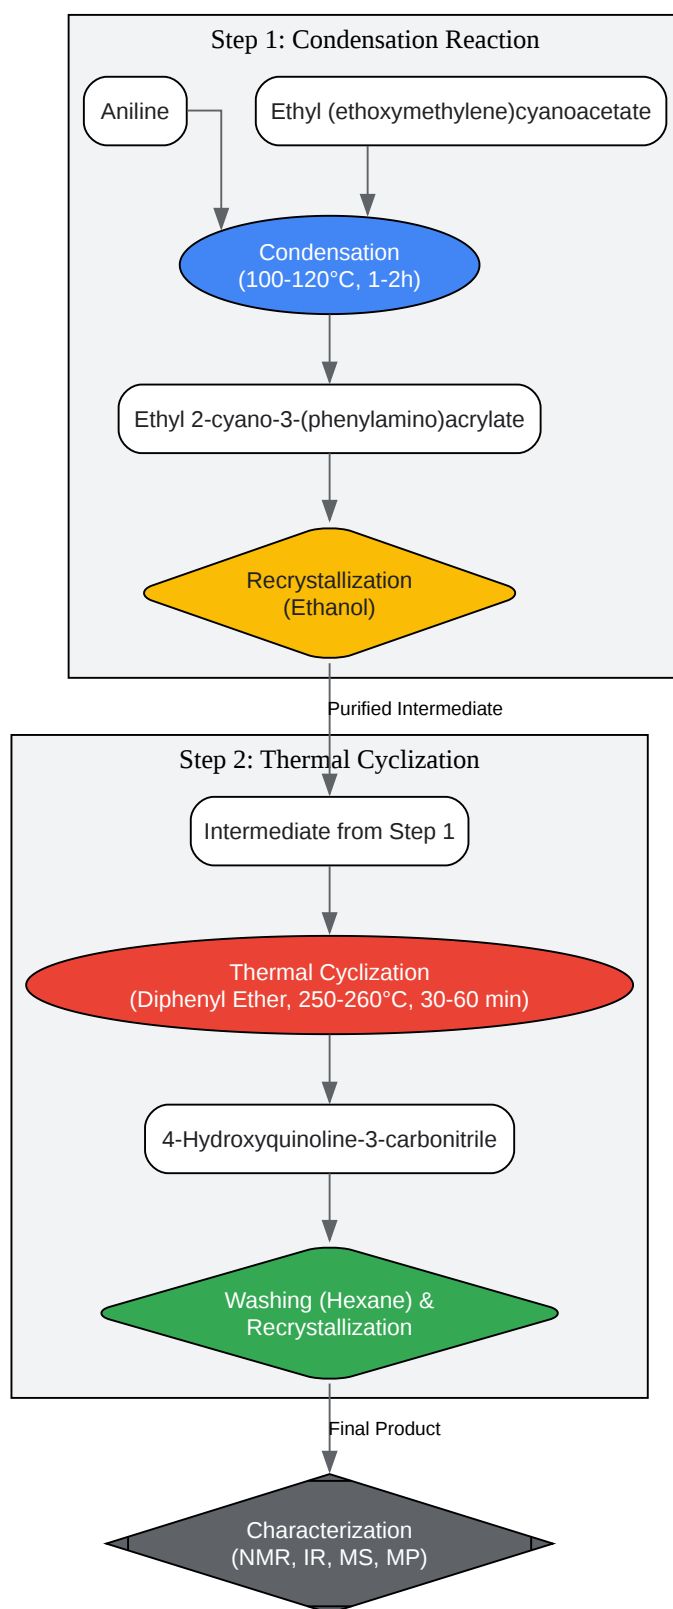 Step 1: Condensation Reaction
Aniline
Ethyl (ethoxymethylene)cyanoacetate
Condensation
(100-120°C, 1-2h)
Ethyl 2-cyano-3-(phenylamino)acrylate
Recrystallization
(Ethanol)
Purified Intermediate
Step 2: Thermal Cyclization
Intermediate from Step 1
Thermal Cyclization
(Diphenyl Ether, 250-260°C, 30-60 min)
4-Hydroxyquinoline-3-carbonitrile
Washing (Hexane) &
Recrystallization
Final Product
Characterization
(NMR, IR, MS, MP)